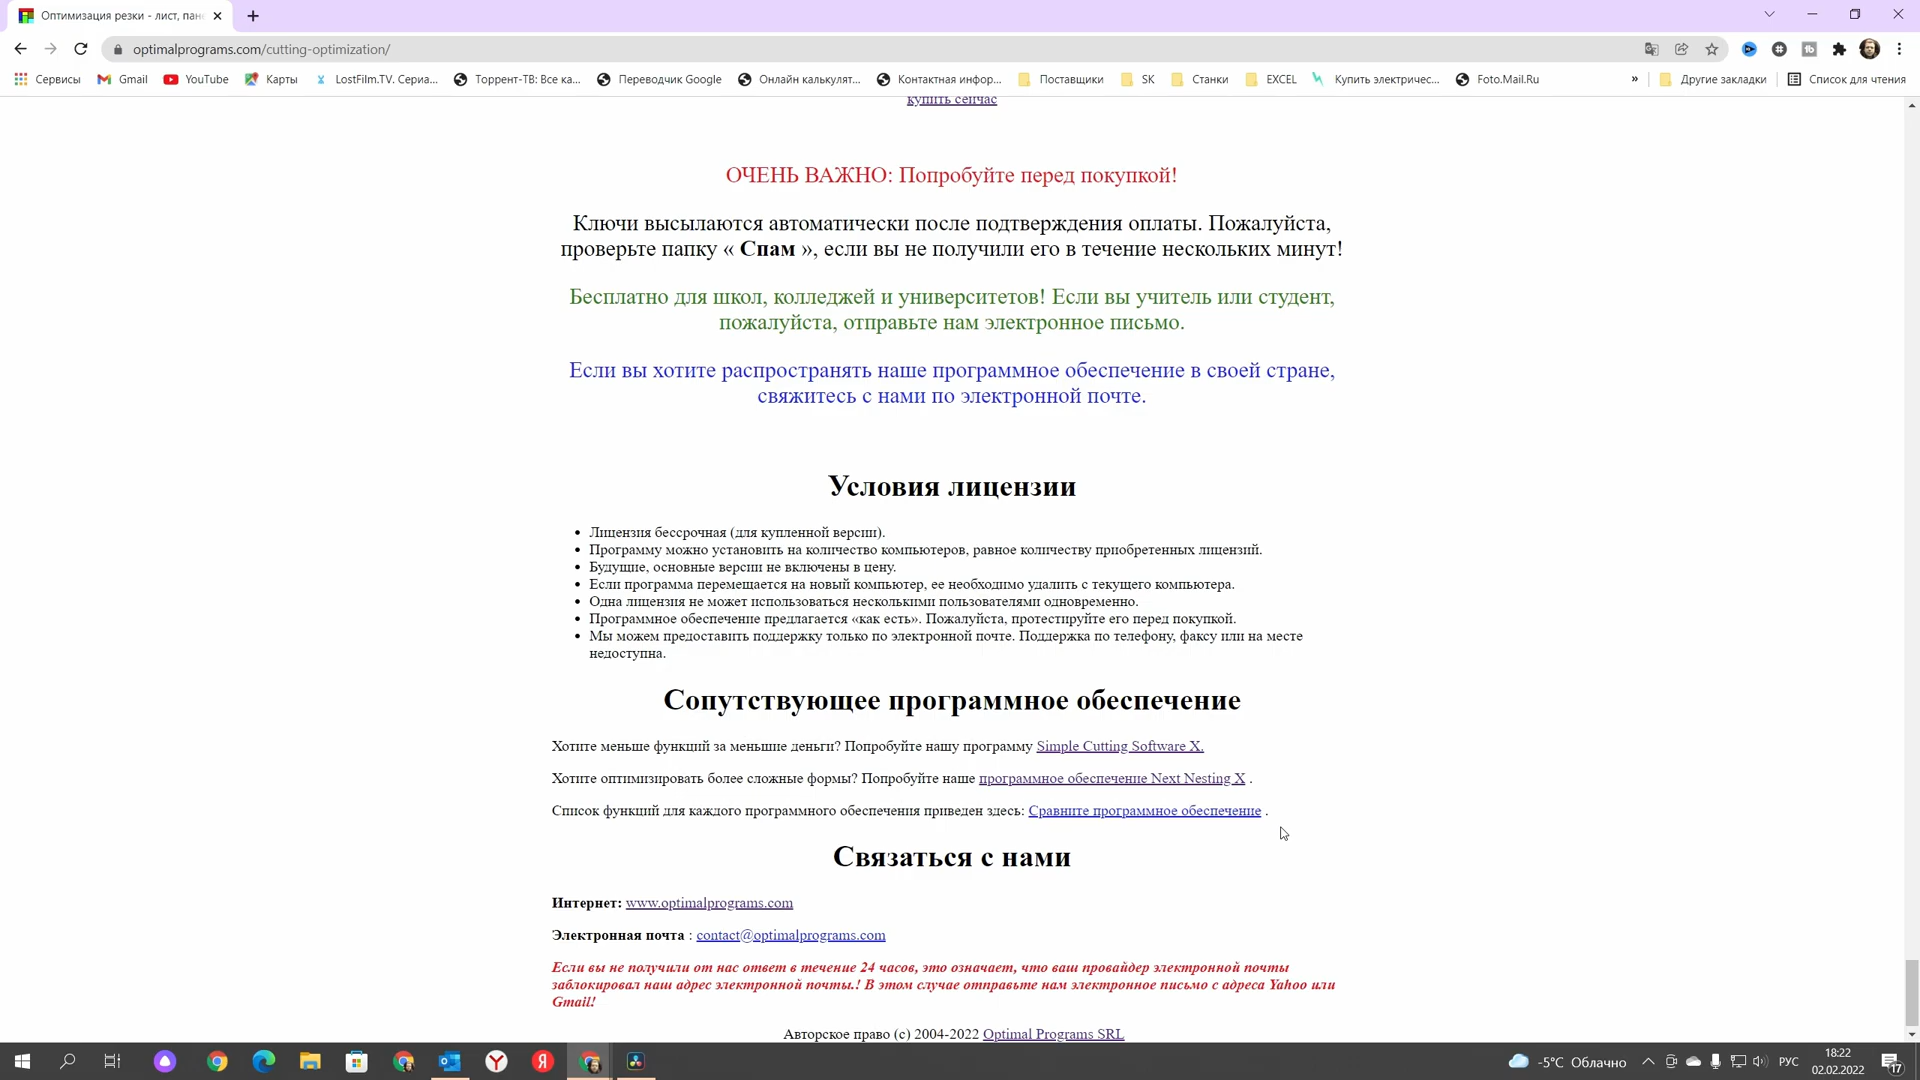 Оптимизация резки - лист, пане
optimalprograms.com/cutting-optimization/
Сервисы Gmail YouTube Карты LostFilm.TV. Сериа... Торрент-ТВ: Все ка... Переводчик Google Онлайн калькулят... Контактная инфор... Поставщики SK Станки EXCEL Купить электричес... Foto.Mail.Ru » Другие закладки Список для чтения
купить сейчас
ОЧЕНЬ ВАЖНО: Попробуйте перед покупкой!
Ключи высылаются автоматически после подтверждения оплаты. Пожалуйста,
проверьте папку « Спам », если вы не получили его в течение нескольких минут!
Бесплатно для школ, колледжей и университетов! Если вы учитель или студент,
пожалуйста, отправьте нам электронное письмо.
Если вы хотите распространять наше программное обеспечение в своей стране,
свяжитесь с нами по электронной почте.
Условия лицензии
• Лицензия бессрочная (для купленной версии).
• Программу можно установить на количество компьютеров, равное количеству приобретенных лицензий.
• Будущие, основные версии не включены в цену.
• Если программа перемещается на новый компьютер, ее необходимо удалить с текущего компьютера.
• Одна лицензия не может использоваться несколькими пользователями одновременно.
• Программное обеспечение предлагается «как есть». Пожалуйста, протестируйте его перед покупкой.
• Мы можем предоставить поддержку только по электронной почте. Поддержка по телефону, факсу или на месте
недоступна.
Сопутствующее программное обеспечение
Хотите меньше функций за меньшие деньги? Попробуйте нашу программу Simple Cutting Software X.
Хотите оптимизировать более сложные формы? Попробуйте наше программное обеспечение Next Nesting X .
Список функций для каждого программного обеспечения приведен здесь: Сравните программное обеспечение .
Связаться с нами
Интернет: www.optimalprograms.com
Электронная почта : contact@optimalprograms.com
Если вы не получили от нас ответ в течение 24 часов, это означает, что ваш провайдер электронной почты
заблокировал наш адрес электронной почты.! В этом случае отправьте нам электронное письмо с адреса Yahoo или
Gmail!
Авторское право (c) 2004-2022 Optimal Programs SRL
-5°C Облачно РУС 18:22
02.02.2022 17